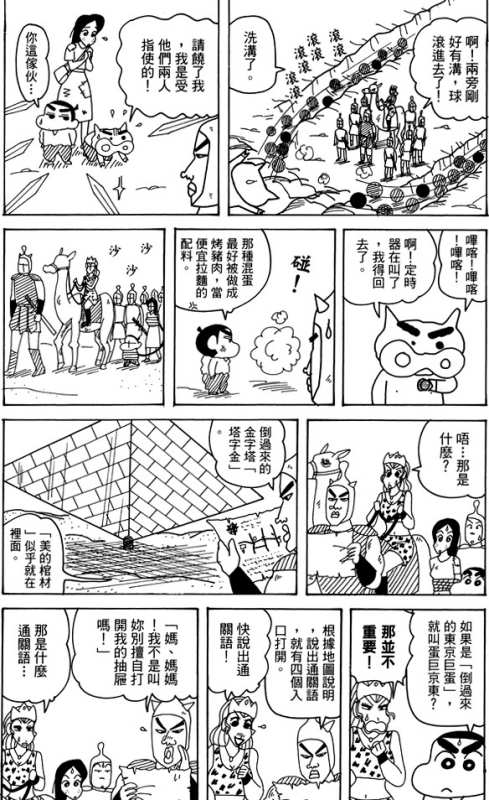 啊！兩旁剛
好有溝，球
滾進去了！
滾
滾
滾
滾
滾
滾
洗溝了。
請饒了我
，我是受
他們兩人
指使的！
你這傢伙…
嗶喀！嗶喀
！嗶喀！
啊！定時
器在叫了
，我得回
去了。
碰！
那種混蛋
最好被做成
烤豬肉，當
便宜拉麵的
配料。
沙
沙
唔…那是
什麼？
倒過來的
金字塔「
塔字金」
。
「美的棺材
」似乎就在
裡面。
如果是「倒過來
的東京巨蛋」，
就叫蛋巨京東？
那並不
重要！
根據地圖說明
，說出通關語
，就有四個入
口打開。
快說出通
關語！
「媽、媽媽
！我不是叫
妳別擅自打
開我的抽屜
嗎！」
那是什麼
通關語…